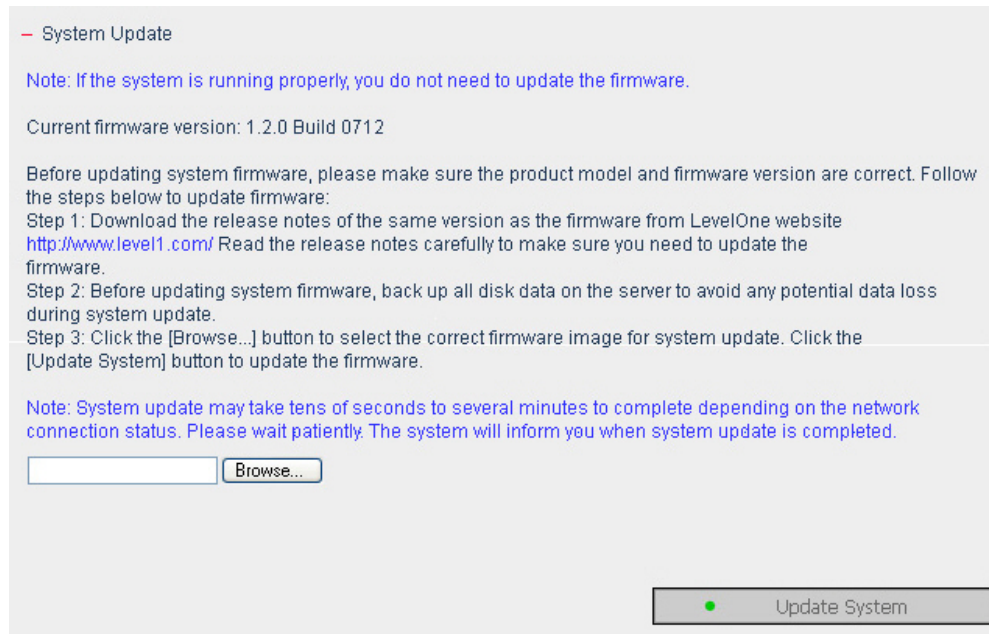 – System Update
Note: If the system is running properly, you do not need to update the firmware.
Current firmware version: 1.2.0 Build 0712
Before updating system firmware, please make sure the product model and firmware version are correct. Follow
the steps below to update firmware:
Step 1: Download the release notes of the same version as the firmware from LevelOne website
http://www.level1.com/ Read the release notes carefully to make sure you need to update the
firmware.
Step 2: Before updating system firmware, back up all disk data on the server to avoid any potential data loss
during system update.
Step 3: Click the [Browse...] button to select the correct firmware image for system update. Click the
[Update System] button to update the firmware.
Note: System update may take tens of seconds to several minutes to complete depending on the network
connection status. Please wait patiently. The system will inform you when system update is completed.
Browse...
Update System